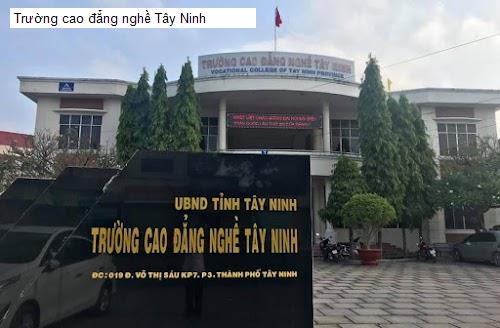 Trường cao đẳng nghề Tây Ninh
TRƯỜNG CAO ĐẲNG NGHỀ TÂY NINH
VOCATIONAL COLLEGE OF TAY NINH PROVINCE
UBND TỈNH TÂY NINH
TRƯỜNG CAO ĐẲNG NGHỀ TÂY NINH
ĐC: 019 Đ. VÕ THỊ SÁU KP7. P3. THÀNH PHỐ TÂY NINH